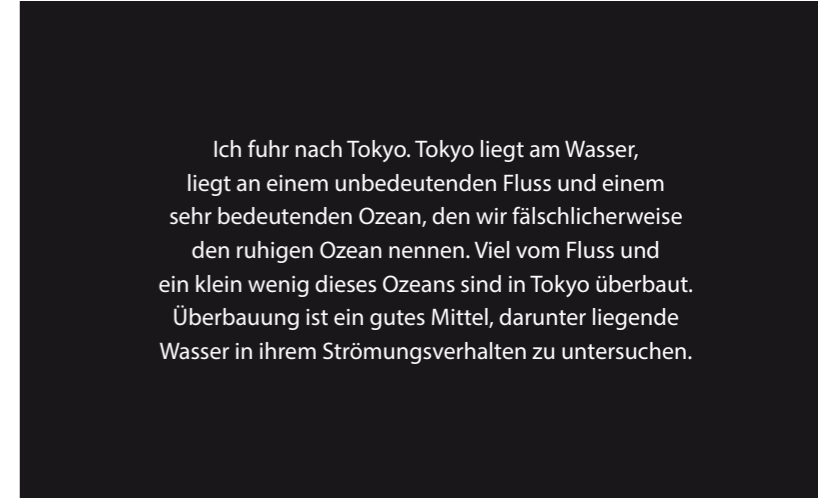 Ich fuhr nach Tokyo. Tokyo liegt am Wasser,
liegt an einem unbedeutenden Fluss und einem
sehr bedeutenden Ozean, den wir fälschlicherweise
den ruhigen Ozean nennen. Viel vom Fluss und
ein klein wenig dieses Ozeans sind in Tokyo überbaut.
Überbauung ist ein gutes Mittel, darunter liegende
Wasser in ihrem Strömungsverhalten zu untersuchen.